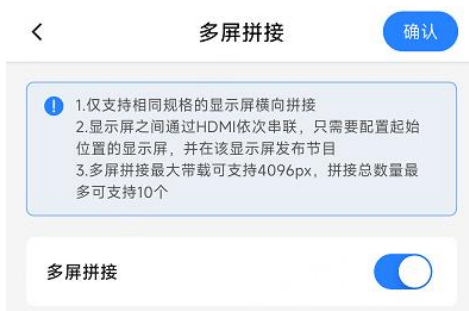 多屏拼接
确认
1.仅支持相同规格的显示屏横向拼接
2.显示屏之间通过HDMI依次串联，只需要配置起始
位置的显示屏，并在该显示屏发布节目
3.多屏拼接最大带载可支持4096px，拼接总数量最
多可支持10个
多屏拼接